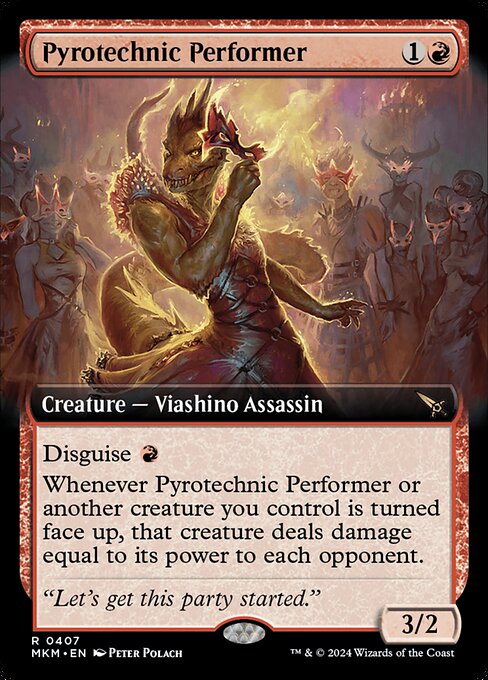 Pyrotechnic Performer 1
Creature — Viashino Assassin
Disguise
Whenever Pyrotechnic Performer or
another creature you control is turned
face up, that creature deals damage
equal to its power to each opponent.
“Let’s get this party started.”
3/2
R 0407
MKM • EN Peter Polach ™ & © 2024 Wizards of the Coast